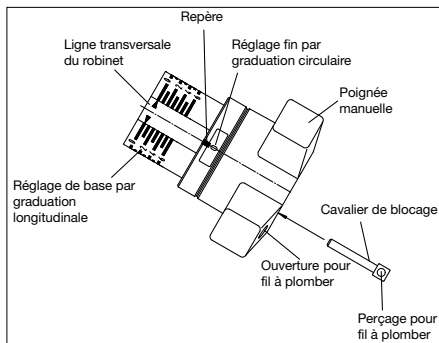 Repère
Ligne transversale
du robinet
Réglage fin par
graduation circulaire
Poignée
manuelle
Réglage de base par
graduation
longitudinale
Cavalier de blocage
Ouverture pour
fil à plomber
Perçage pour
fil à plomber